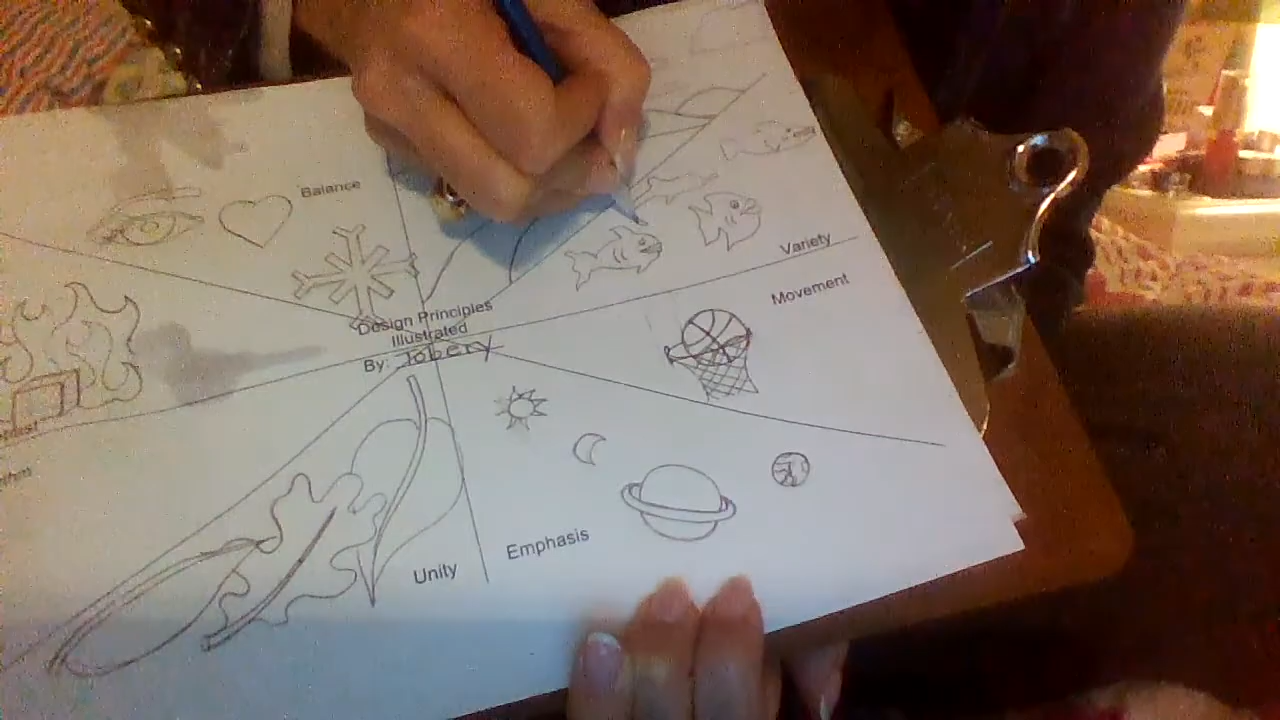 Balance
Variety
Movement
Design Principles
Illustrated
By: Jobery
Unity
Emphasis